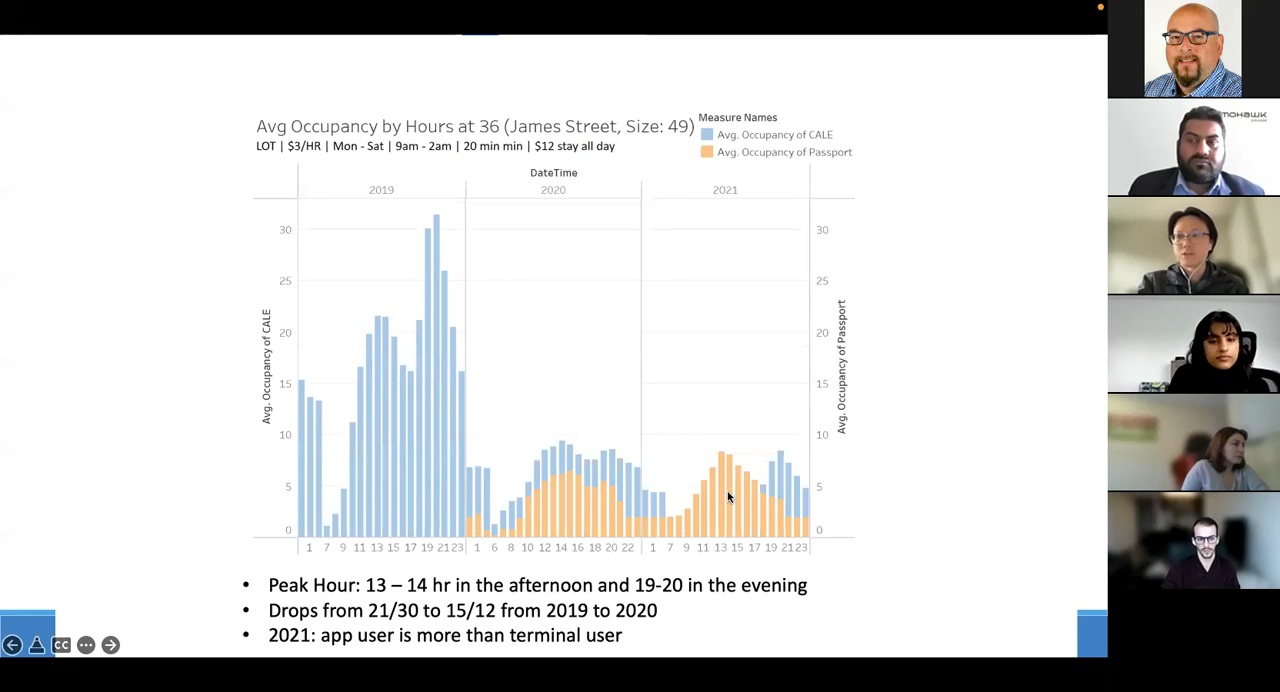 Avg Occupancy by Hours at 36 (James Street, Size: 49)
LOT | $3/HR | Mon - Sat | 9am - 2am | 20 min min | $12 stay all day
Measure Names
Avg. Occupancy of CALE
Avg. Occupancy of Passport
DateTime
2019 2020 2021
Avg. Occupancy of CALE
30
25
20
15
10
5
0
30
25
20
15
10
5
0
Avg. Occupancy of Passport
1 7 9 11 13 15 17 19 21 23 1 6 8 10 12 14 16 18 20 22 1 7 9 11 13 15 17 19 21 23
• Peak Hour: 13 – 14 hr in the afternoon and 19-20 in the evening
• Drops from 21/30 to 15/12 from 2019 to 2020
• 2021: app user is more than terminal user
CC
mohawk
COLLEGE